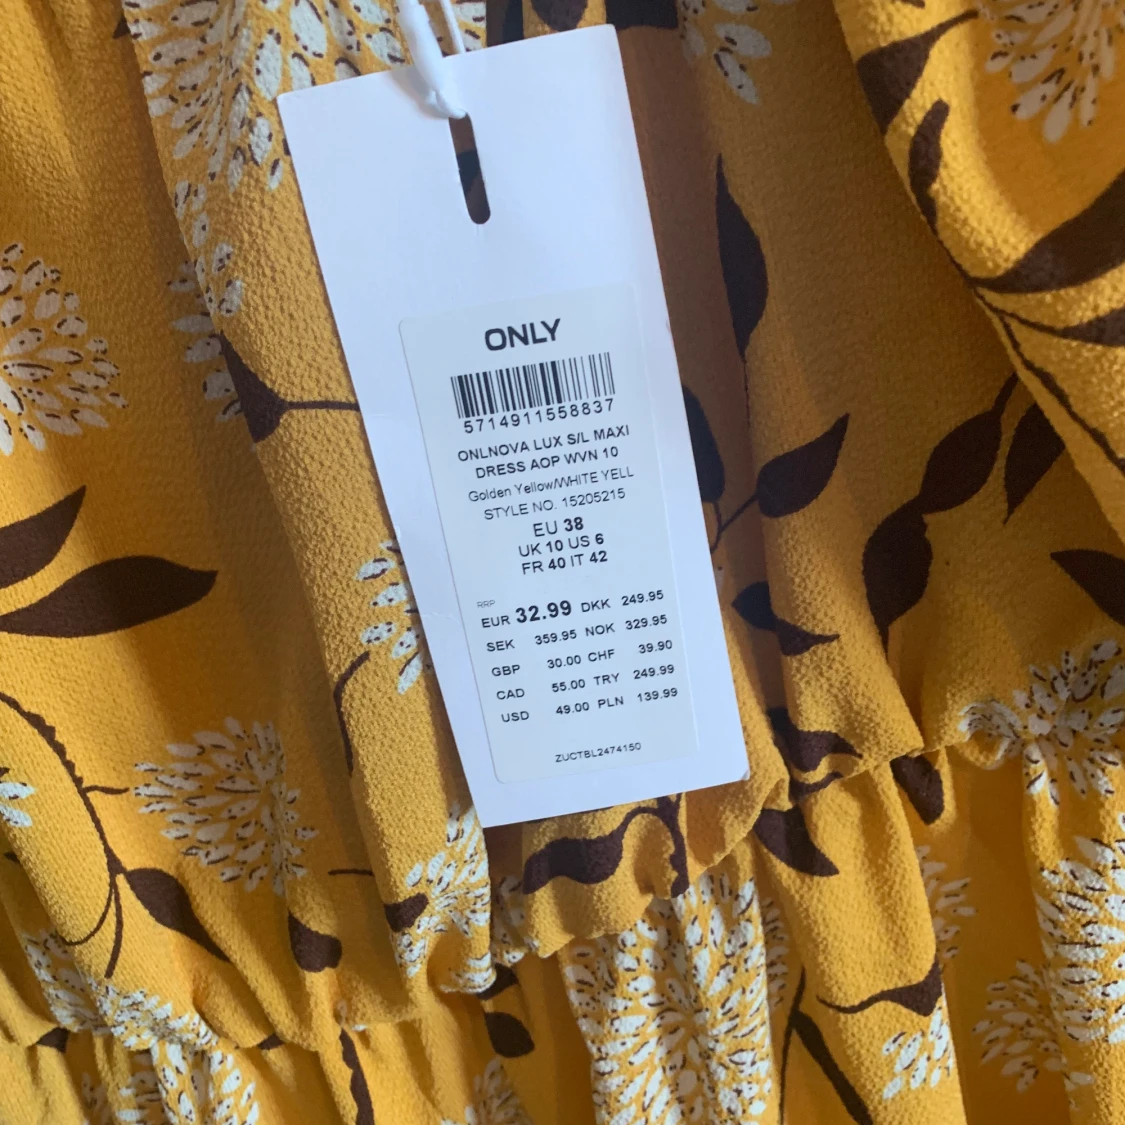 ONLY
5714911558837
ONLNOVA LUX S/L MAXI
DRESS AOP WVN 10
Golden Yellow/WHITE YELL
STYLE NO. 15205215
EU 38
UK 10 US 6
FR 40 IT 42
RRP
EUR 32.99 DKK 249.95
SEK 359.95 NOK 329.95
GBP 30.00 CHF 39.90
CAD 55.00 TRY 249.99
USD 49.00 PLN 139.99
ZUCTBL2474150